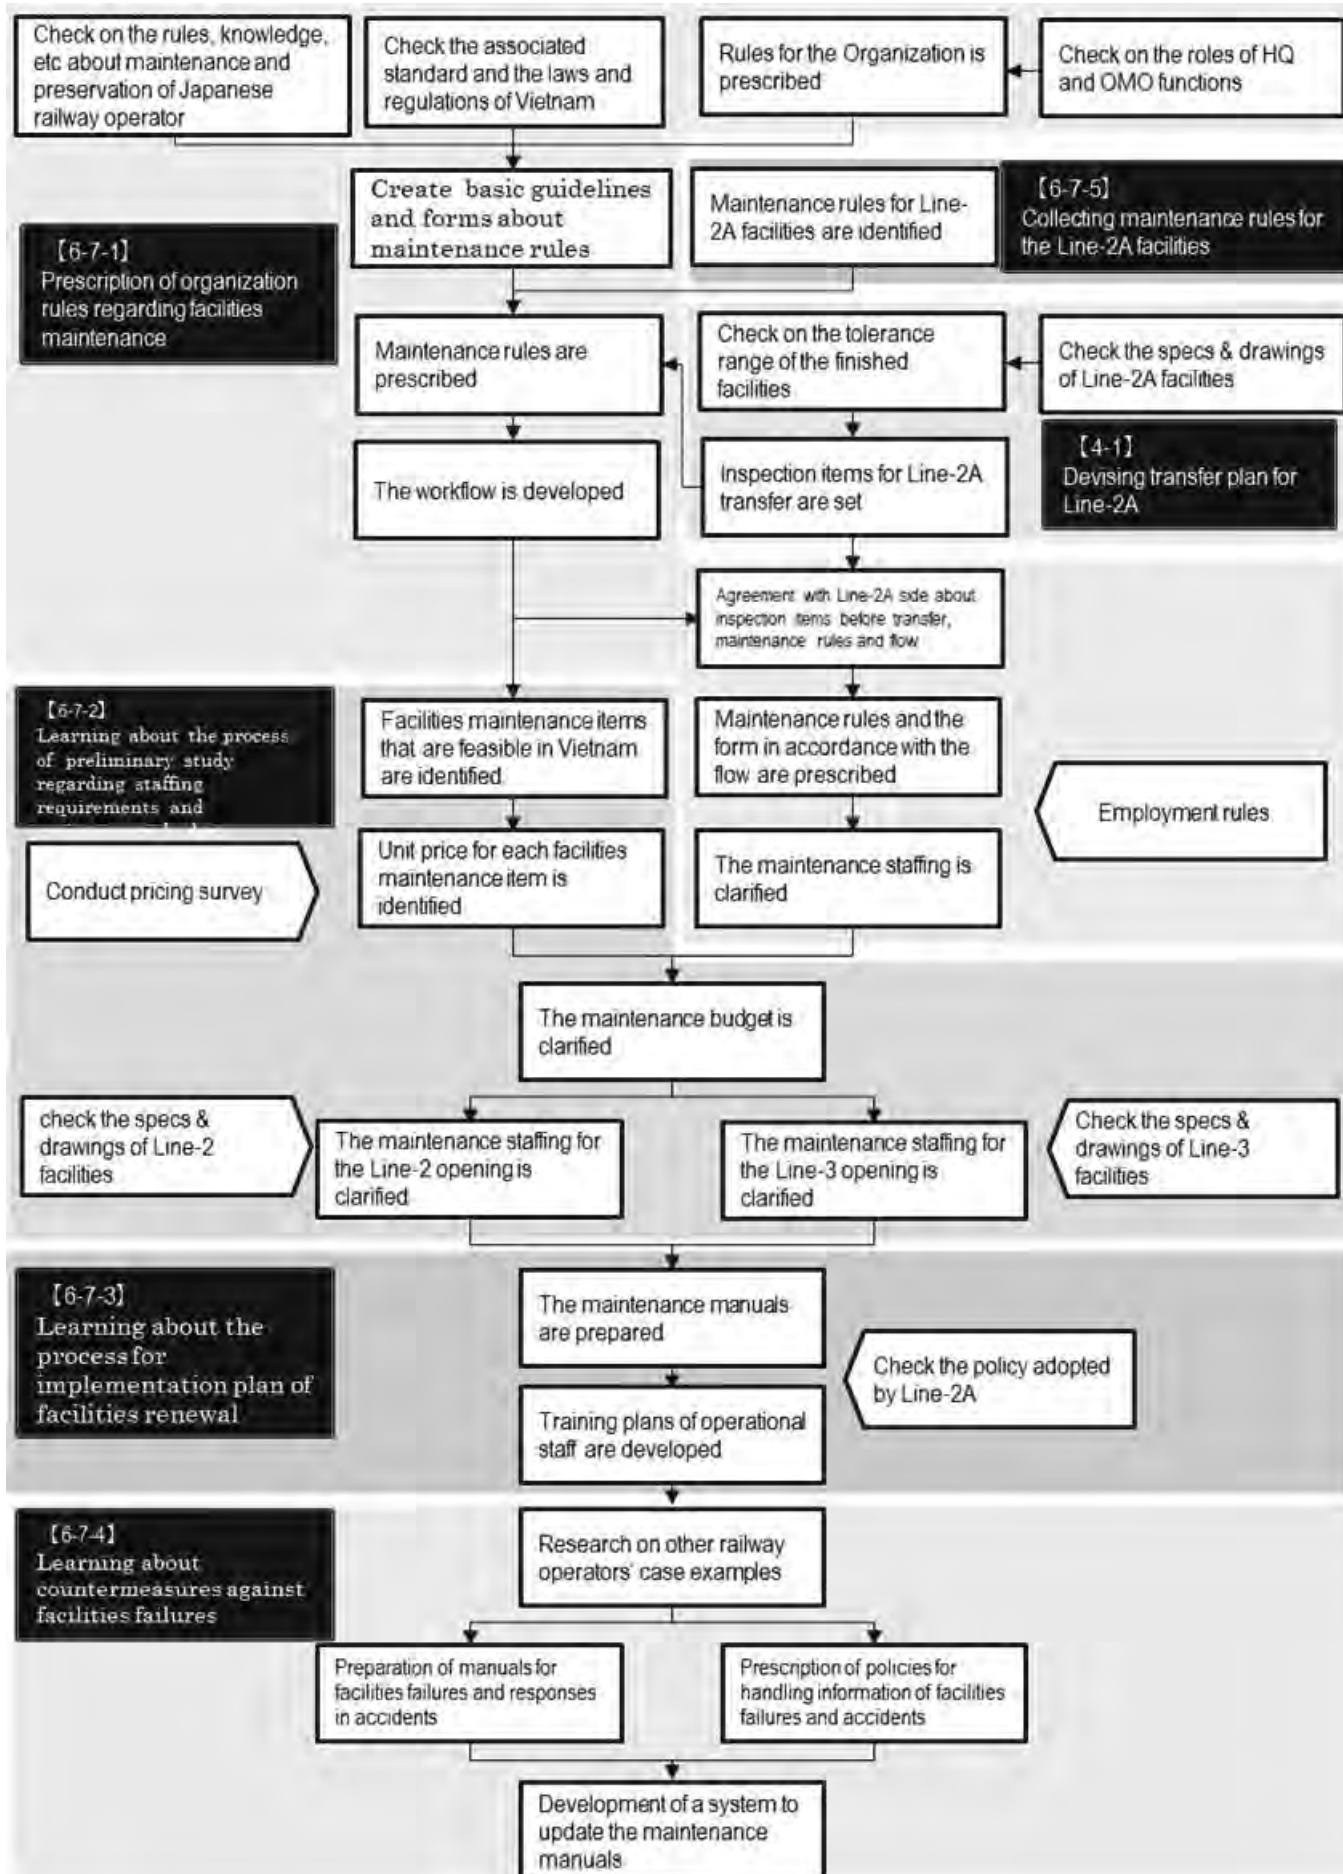 Check on the rules, knowledge,
etc about maintenance and
preservation of Japanese
railway operator
Check the associated
standard and the laws and
regulations of Vietnam
Rules for the Organization is
prescribed
Check on the roles of HQ
and OMO functions
Create basic guidelines
and forms about
maintenance rules
Maintenance rules for Line-
2A facilities are identified
【6-7-5】
Collecting maintenance rules for
the Line-2A facilities
【6-7-1】
Prescription of organization
rules regarding facilities
maintenance
Maintenance rules are
prescribed
Check on the tolerance
range of the finished
facilities
Check the specs & drawings
of Line-2A facilities
The workflow is developed
Inspection items for Line-2A
transfer are set
【4-1】
Devising transfer plan for
Line-2A
Agreement with Line-2A side about
inspection items before transfer,
maintenance rules and flow
【6-7-2】
Learning about the process
of preliminary study
regarding staffing
requirements and
Facilities maintenance items
that are feasible in Vietnam
are identified
Maintenance rules and the
form in accordance with the
flow are prescribed
Employment rules
Conduct pricing survey
Unit price for each facilities
maintenance item is
identified
The maintenance staffing is
clarified
The maintenance budget is
clarified
check the specs &
drawings of Line-2
facilities
The maintenance staffing for
the Line-2 opening is
clarified
The maintenance staffing for
the Line-3 opening is
clarified
Check the specs &
drawings of Line-3
facilities
【6-7-3】
Learning about the
process for
implementation plan of
facilities renewal
The maintenance manuals
are prepared
Check the policy adopted
by Line-2A
Training plans of operational
staff are developed
【6-7-4】
Learning about
countermeasures against
facilities failures
Research on other railway
operators' case examples
Preparation of manuals for
facilities failures and responses
in accidents
Prescription of policies for
handling information of facilities
failures and accidents
Development of a system to
update the maintenance
manuals